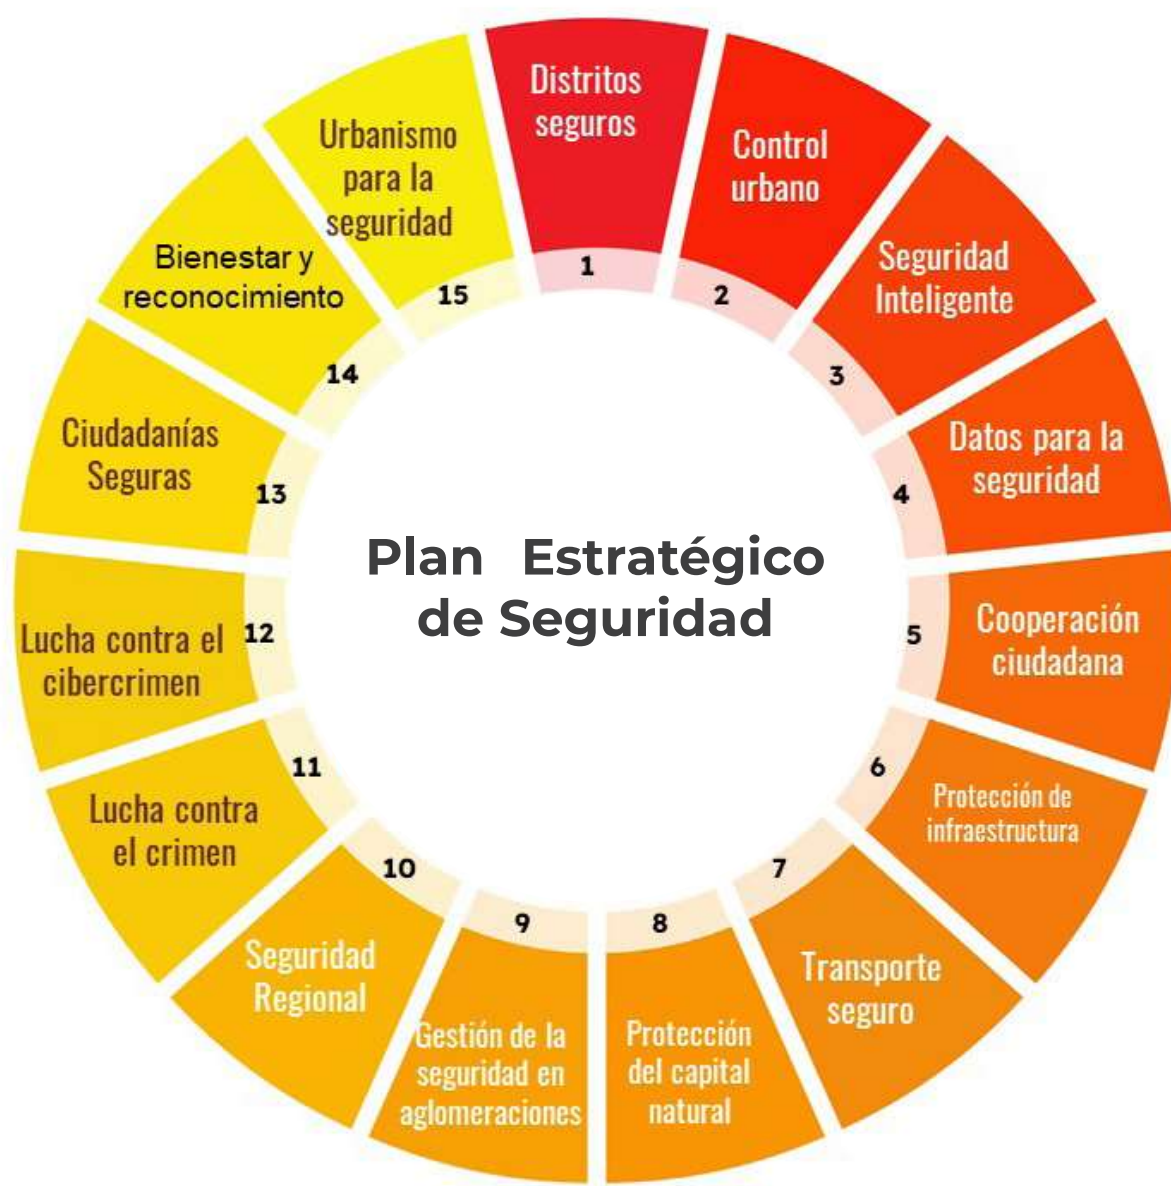 Plan Estratégico
de Seguridad
Distritos
seguros
1
Control
urbano
2
Seguridad
Inteligente
3
Datos para la
seguridad
4
Cooperación
ciudadana
5
Protección de
infraestructura
6
Transporte
seguro
7
Protección
del capital
natural
8
Gestión de la
seguridad en
aglomeraciones
9
Seguridad
Regional
10
Lucha contra
el crimen
11
Lucha contra el
cibercrimen
12
Ciudadanías
Seguras
13
Bienestar y
reconocimiento
14
Urbanismo
para la
seguridad
15